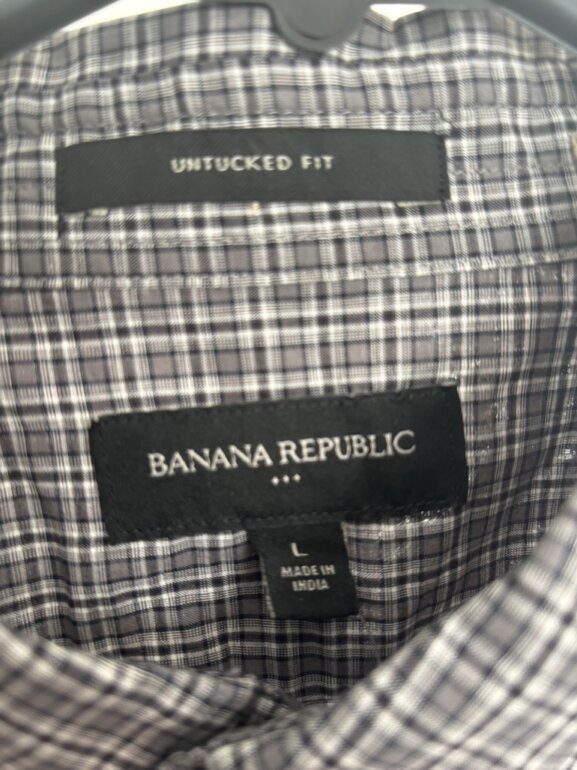 UNTUCKED FIT
BANANA REPUBLIC
L
MADE IN
INDIA